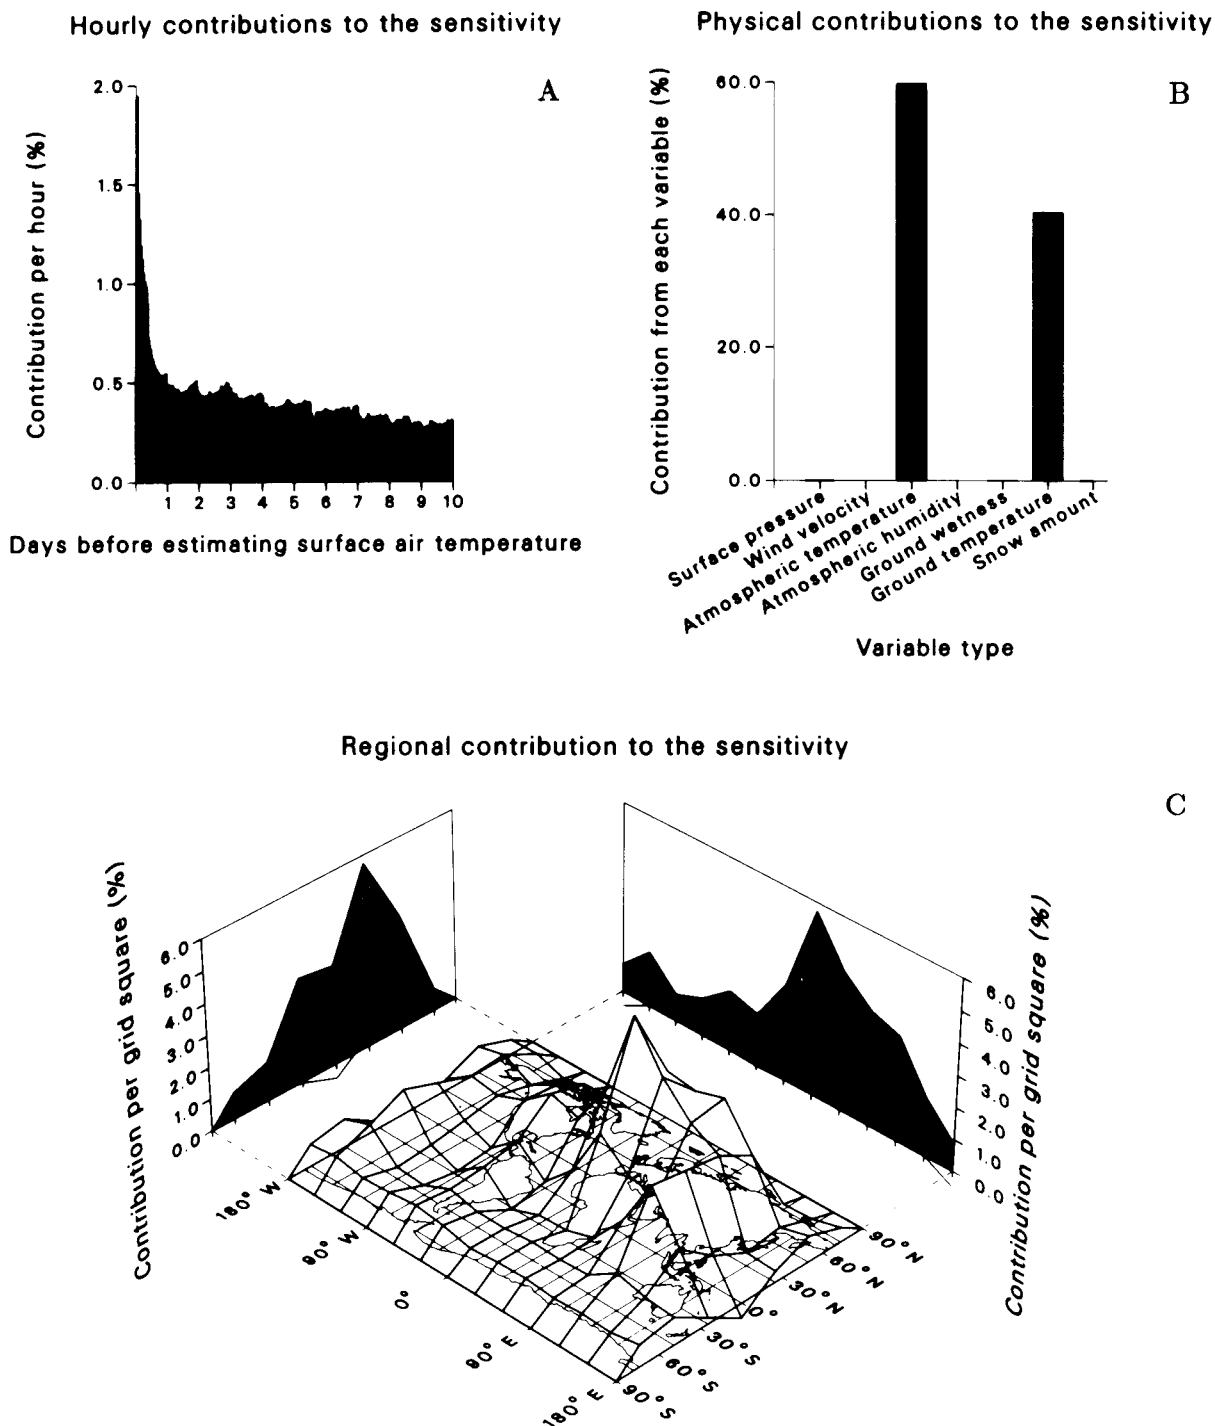 Hourly contributions to the sensitivity
A
Contribution per hour (%)
2.0
1.5
1.0
0.5
0.0
1 2 3 4 5 6 7 8 9 10
Days before estimating surface air temperature
Physical contributions to the sensitivity
B
Contribution from each variable (%)
60.0
40.0
20.0
0.0
Surface pressure
Wind velocity
Atmospheric temperature
Atmospheric humidity
Ground wetness
Ground temperature
Snow amount
Variable type
Regional contribution to the sensitivity
C
Contribution per grid square (%)
6.0
5.0
4.0
3.0
2.0
1.0
0.0
Contribution per grid square (%)
6.0
5.0
4.0
3.0
2.0
1.0
0.0
180° W
90° W
0°
90° E
180° E
90° N
60° N
30° N
0°
30° S
60° S
90° S